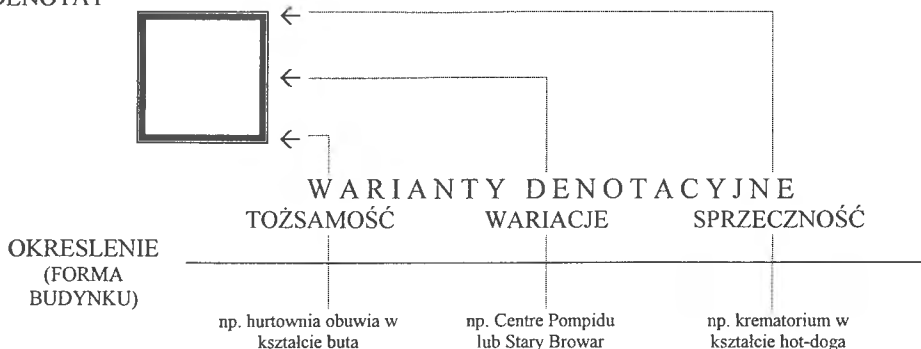 DENOTAT
WARIANTY DENOTACYJNE
TOŻSAMOŚĆ WARIACJE SPRZECZNOŚĆ
OKRESLENIE
(FORMA
BUDYNKU)
np. hurtownia obuwia w
kształcie buta
np. Centre Pompidu
lub Stary Browar
np. krematorium w
kształcie hot-doga